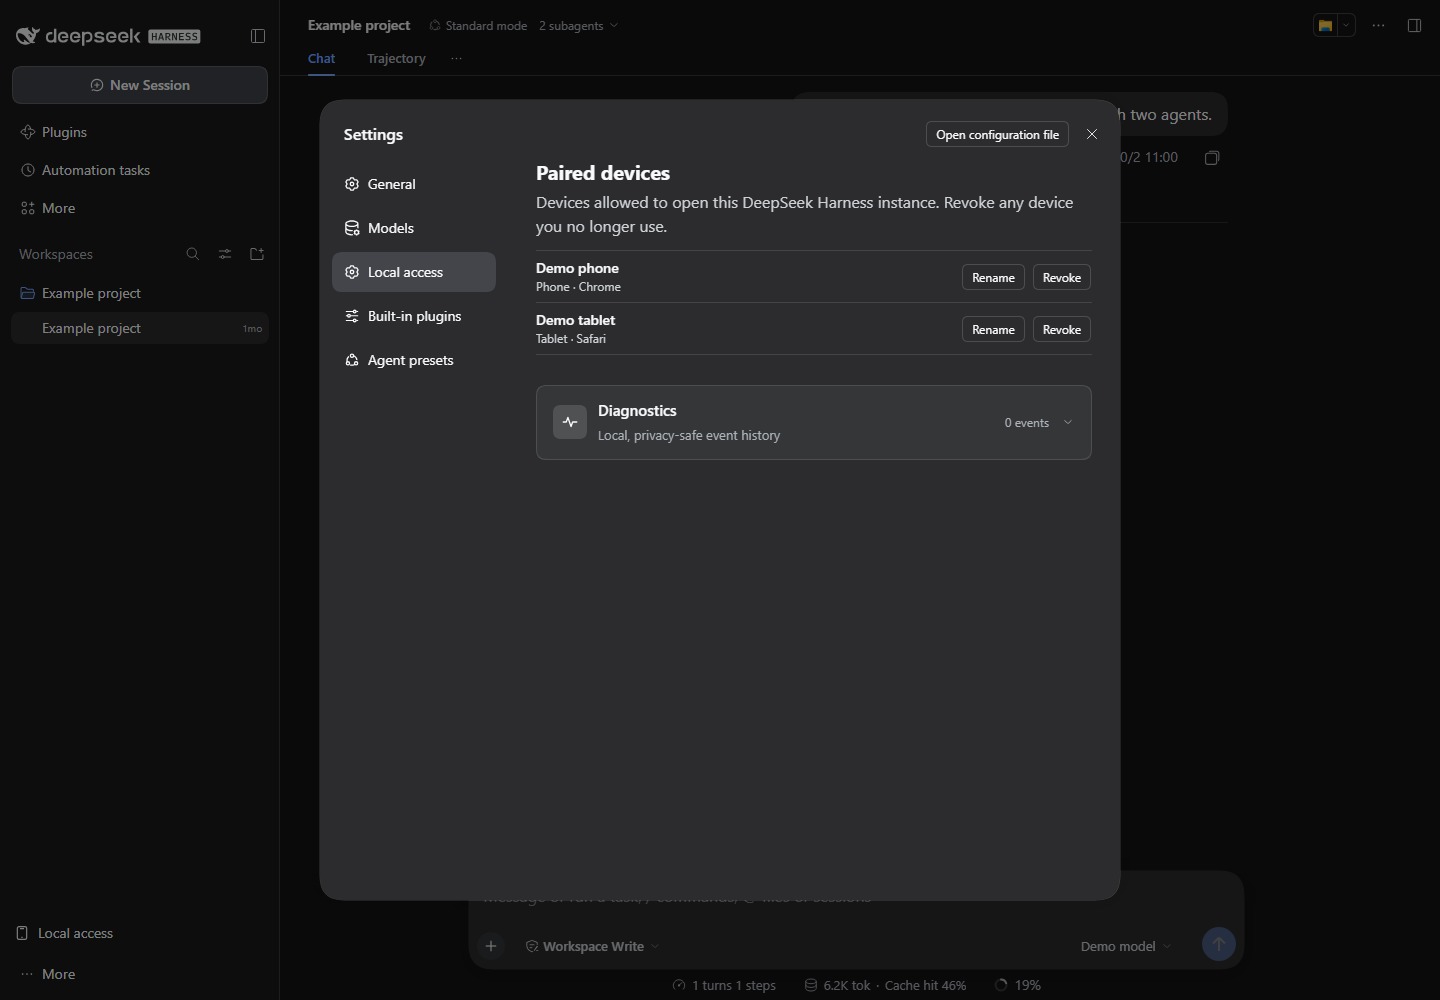 deepseek HARNESS
New Session
Plugins
Automation tasks
More
Workspaces
Example project
Example project 1mo
Local access
More
Example project Standard mode 2 subagents
Chat Trajectory
h two agents.
0/2 11:00
Settings
Open configuration file
General
Models
Local access
Built-in plugins
Agent presets
Paired devices
Devices allowed to open this DeepSeek Harness instance. Revoke any device
you no longer use.
Demo phone
Phone · Chrome
Rename Revoke
Demo tablet
Tablet · Safari
Rename Revoke
Diagnostics
Local, privacy-safe event history
0 events
Workspace Write
Demo model
1 turns 1 steps 6.2K tok · Cache hit 46% 19%